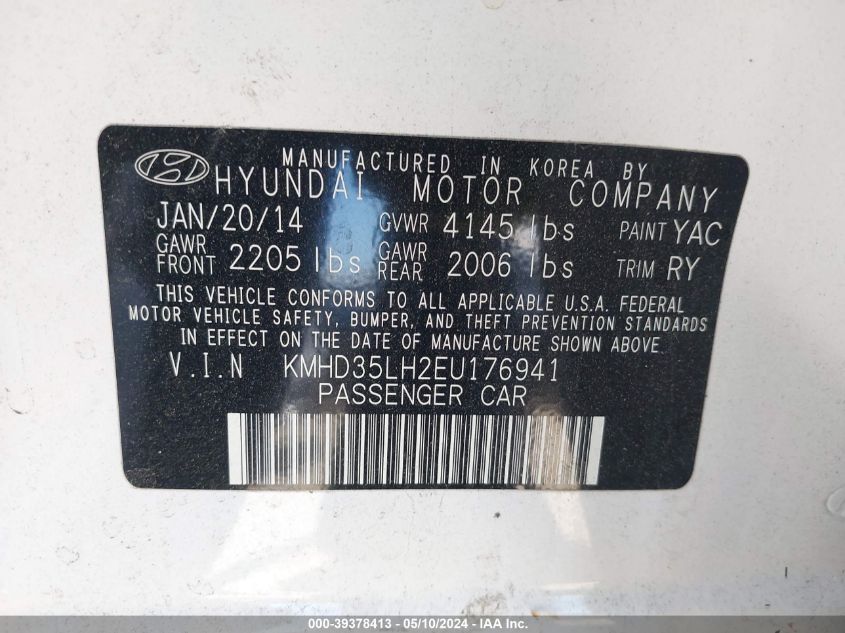 MANUFACTURED IN KOREA BY
HYUNDAI MOTOR COMPANY
JAN/20/14 GVWR 4145 lbs PAINT YAC
GAWR FRONT 2205 lbs GAWR REAR 2006 lbs TRIM RY
THIS VEHICLE CONFORMS TO ALL APPLICABLE U.S.A. FEDERAL
MOTOR VEHICLE SAFETY, BUMPER, AND THEFT PREVENTION STANDARDS
IN EFFECT ON THE DATE OF MANUFACTURE SHOWN ABOVE.
V.I.N KMHD35LH2EU176941
PASSENGER CAR
000-39378413 - 05/10/2024 - IAA Inc.